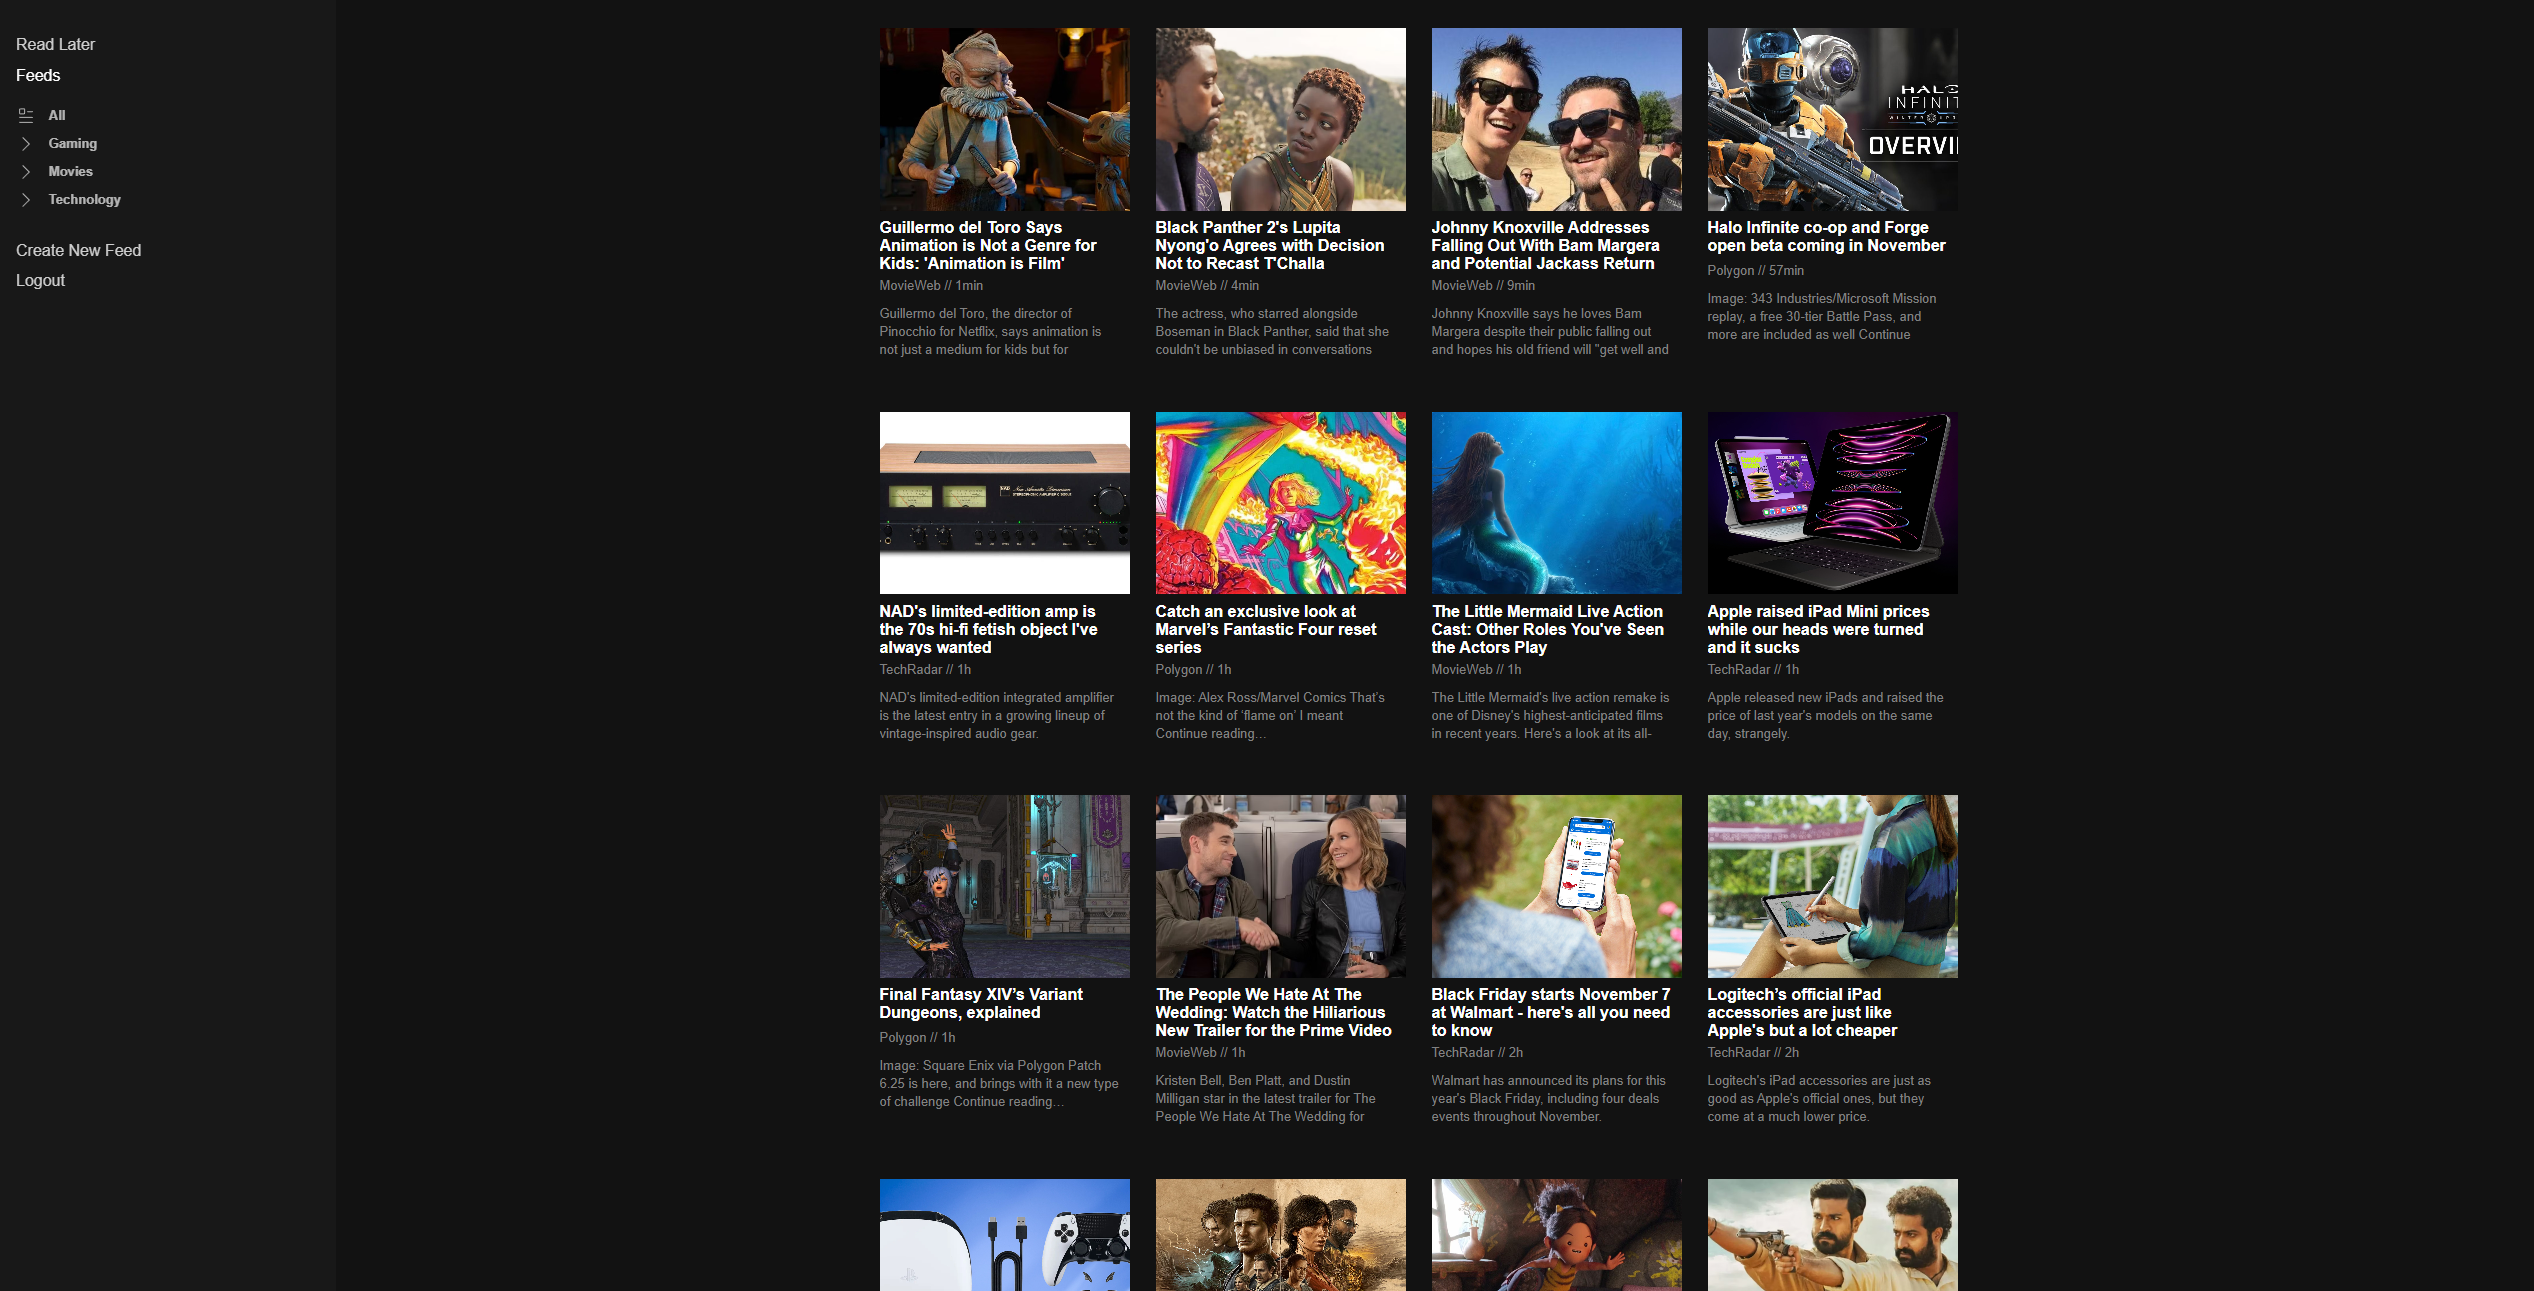 Read Later
Feeds
All
Gaming
Movies
Technology
Create New Feed
Logout
HALO
INFINIT
OVERVI
Guillermo del Toro Says
Animation is Not a Genre for
Kids: 'Animation is Film'
MovieWeb // 1min
Guillermo del Toro, the director of
Pinocchio for Netflix, says animation is
not just a medium for kids but for
Black Panther 2's Lupita
Nyong'o Agrees with Decision
Not to Recast T'Challa
MovieWeb // 4min
The actress, who starred alongside
Boseman in Black Panther, said that she
couldn't be unbiased in conversations
Johnny Knoxville Addresses
Falling Out With Bam Margera
and Potential Jackass Return
MovieWeb // 9min
Johnny Knoxville says he loves Bam
Margera despite their public falling out
and hopes his old friend will "get well and
Halo Infinite co-op and Forge
open beta coming in November
Polygon // 57min
Image: 343 Industries/Microsoft Mission
replay, a free 30-tier Battle Pass, and
more are included as well Continue
NAD's limited-edition amp is
the 70s hi-fi fetish object I've
always wanted
TechRadar // 1h
NAD's limited-edition integrated amplifier
is the latest entry in a growing lineup of
vintage-inspired audio gear.
Catch an exclusive look at
Marvel’s Fantastic Four reset
series
Polygon // 1h
Image: Alex Ross/Marvel Comics That’s
not the kind of ‘flame on’ I meant
Continue reading…
The Little Mermaid Live Action
Cast: Other Roles You've Seen
the Actors Play
MovieWeb // 1h
The Little Mermaid’s live action remake is
one of Disney's highest-anticipated films
in recent years. Here's a look at its all-
Apple raised iPad Mini prices
while our heads were turned
and it sucks
TechRadar // 1h
Apple released new iPads and raised the
price of last year's models on the same
day, strangely.
Final Fantasy XIV’s Variant
Dungeons, explained
Polygon // 1h
Image: Square Enix via Polygon Patch
6.25 is here, and brings with it a new type
of challenge Continue reading…
The People We Hate At The
Wedding: Watch the Hiliarious
New Trailer for the Prime Video
MovieWeb // 1h
Kristen Bell, Ben Platt, and Dustin
Milligan star in the latest trailer for The
People We Hate At The Wedding for
Black Friday starts November 7
at Walmart - here's all you need
to know
TechRadar // 2h
Walmart has announced its plans for this
year's Black Friday, including four deals
events throughout November.
Logitech’s official iPad
accessories are just like
Apple's but a lot cheaper
TechRadar // 2h
Logitech's iPad accessories are just as
good as Apple's official ones, but they
come at a much lower price.